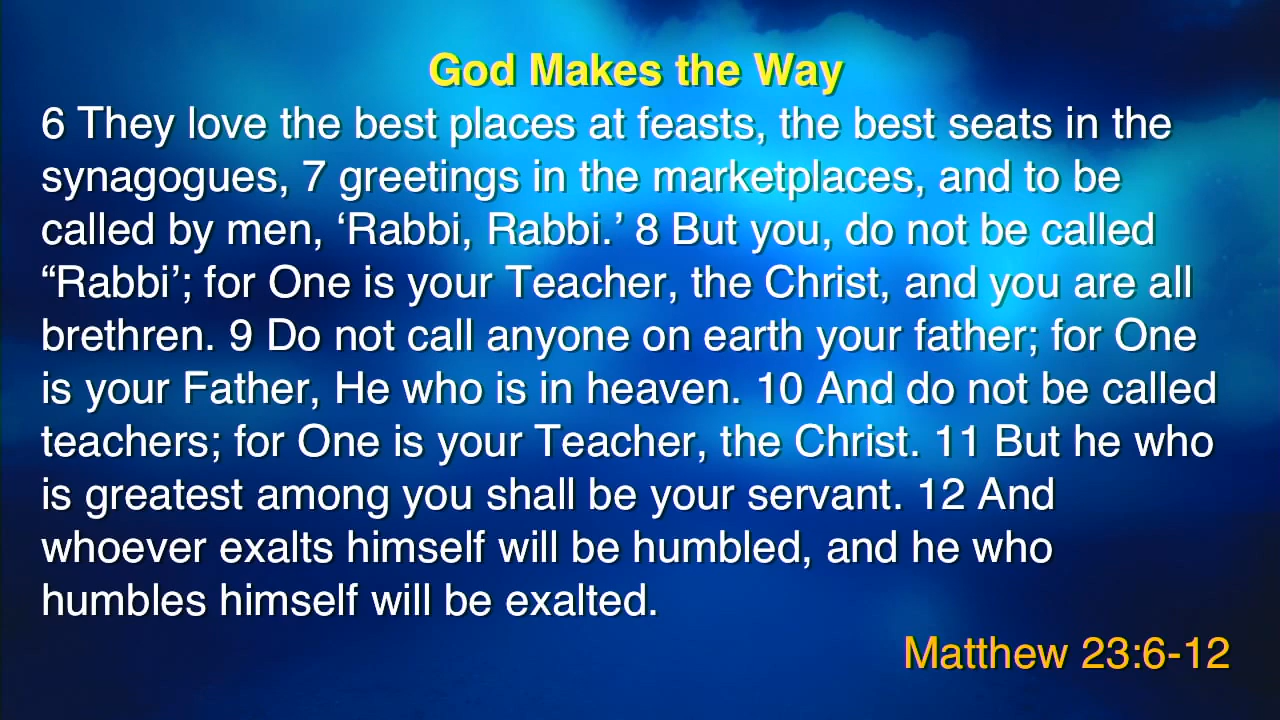 God Makes the Way
6 They love the best places at feasts, the best seats in the
synagogues, 7 greetings in the marketplaces, and to be
called by men, ‘Rabbi, Rabbi.’ 8 But you, do not be called
“Rabbi’; for One is your Teacher, the Christ, and you are all
brethren. 9 Do not call anyone on earth your father; for One
is your Father, He who is in heaven. 10 And do not be called
teachers; for One is your Teacher, the Christ. 11 But he who
is greatest among you shall be your servant. 12 And
whoever exalts himself will be humbled, and he who
humbles himself will be exalted.
Matthew 23:6-12